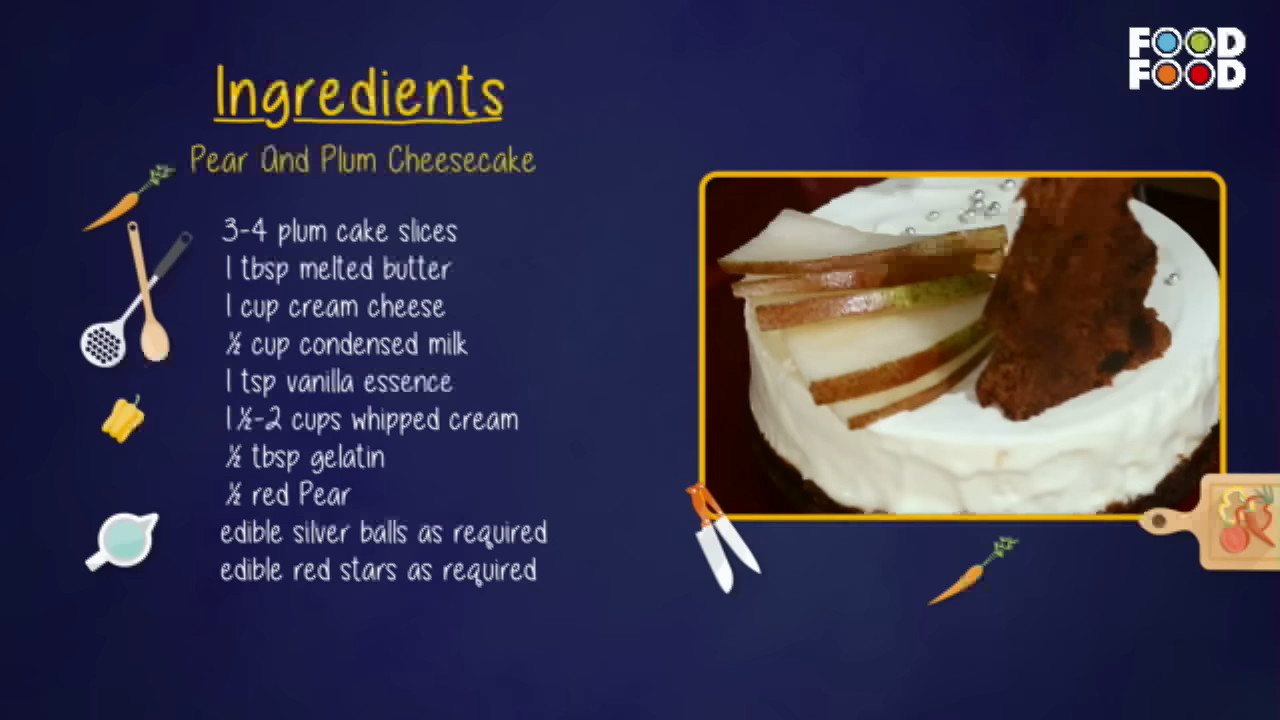 FOOD
FOOD
Ingredients
Pear And Plum Cheesecake
3-4 plum cake slices
1 tbsp melted butter
1 cup cream cheese
½ cup condensed milk
1 tsp vanilla essence
1 ½-2 cups whipped cream
½ tbsp gelatin
½ red Pear
edible silver balls as required
edible red stars as required